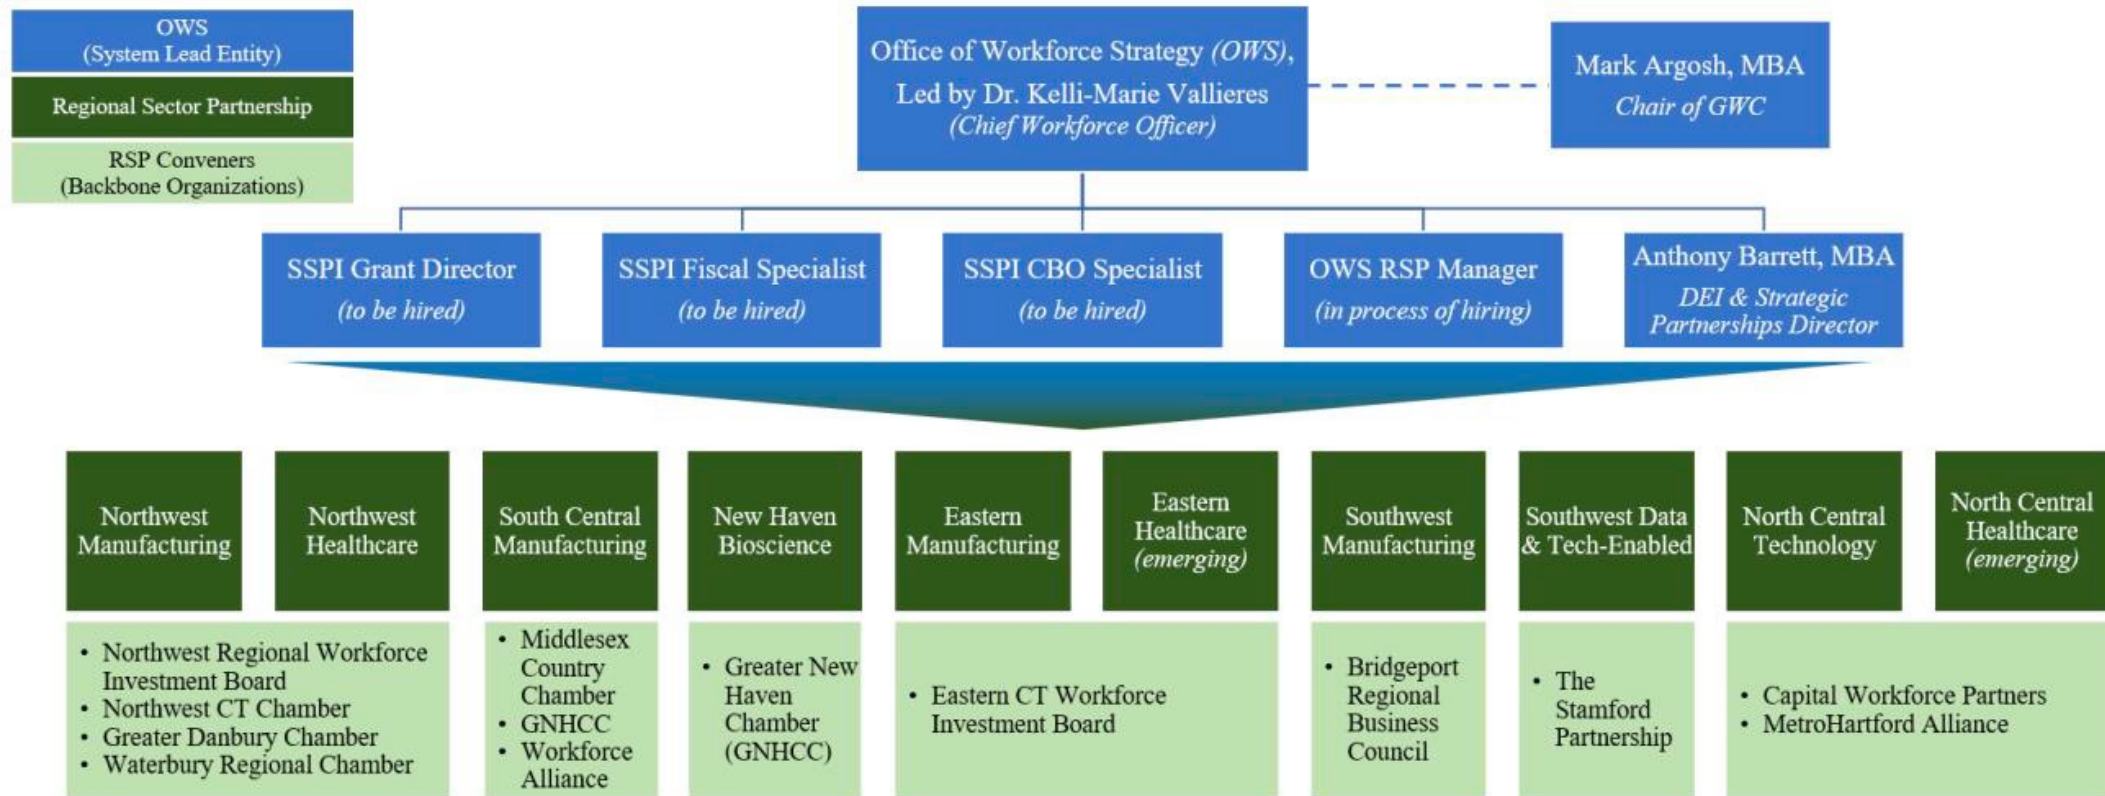 OWS
(System Lead Entity)
Regional Sector Partnership
RSP Conveners
(Backbone Organizations)
Office of Workforce Strategy (OWS),
Led by Dr. Kelli-Marie Vallieres
(Chief Workforce Officer)
Mark Argosh, MBA
Chair of GWC
SSPI Grant Director
(to be hired)
SSPI Fiscal Specialist
(to be hired)
SSPI CBO Specialist
(to be hired)
OWS RSP Manager
(in process of hiring)
Anthony Barrett, MBA
DEI & Strategic
Partnerships Director
Northwest
Manufacturing
Northwest
Healthcare
South Central
Manufacturing
New Haven
Bioscience
Eastern
Manufacturing
Eastern
Healthcare
(emerging)
Southwest
Manufacturing
Southwest Data
& Tech-Enabled
North Central
Technology
North Central
Healthcare
(emerging)
• Northwest Regional Workforce
Investment Board
• Northwest CT Chamber
• Greater Danbury Chamber
• Waterbury Regional Chamber
• Middlesex
Country
Chamber
• GNHCC
• Workforce
Alliance
• Greater New
Haven
Chamber
(GNHCC)
• Eastern CT Workforce
Investment Board
• Bridgeport
Regional
Business
Council
• The
Stamford
Partnership
• Capital Workforce Partners
• MetroHartford Alliance